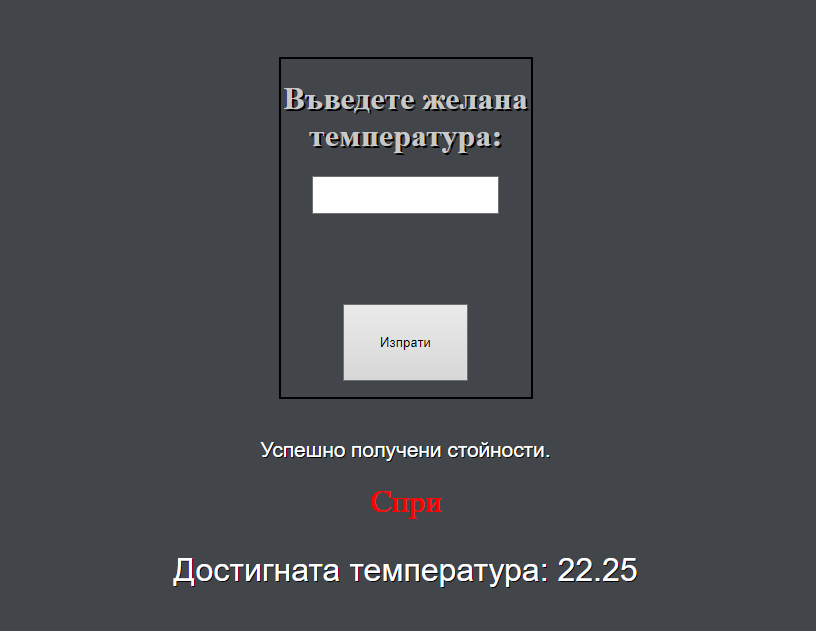 Въведете желана
температура:
Изпрати
Успешно получени стойности.
Спри
Достигната температура: 22.25